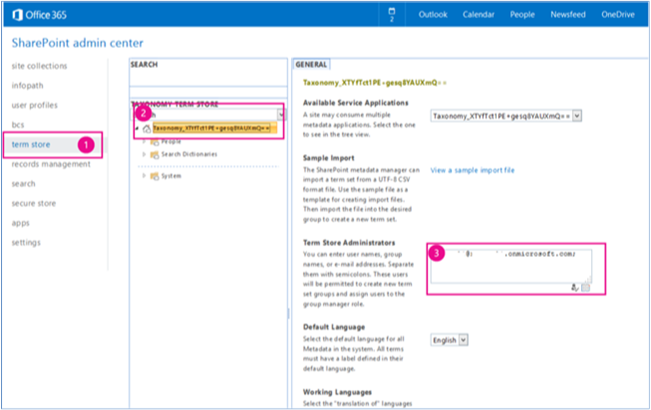 Office 365
2
Outlook
Calendar
People
Newsfeed
OneDrive
SharePoint admin center
site collections
infopath
user profiles
bcs
term store
1
records management
search
secure store
apps
settings
SEARCH
TAXONOMY TERM STORE
2
Taxonomy_XTYfTct1PE+gesq8YAUXmQ==
People
Search Dictionaries
System
GENERAL
Taxonomy_XTYfTct1PE+gesq8YAUXmQ==
Available Service Applications
A site may consume
multiple
metadata applications. Select the one
to see in the tree view.
Taxonomy_XTYfTct1PE+gesq8YAUXmQ==
Sample Import
The SharePoint metadata manager can
import a term set from a UTF-8 CSV
format file. Use the sample file as a
template for creating import files.
Then import the file into the desired
group to create a new term set.
View a sample import file
Term Store Administrators
You can enter user names, group
names, or e-mail addresses. Separate
them with semicolons. These users
will be permitted to create new term
set groups and assign users to the
group manager role.
3
.onmicrosoft.com;
Default Language
Select the default language for all
Metadata in the system. All terms
must have a label defined in their
default language.
English
Working Languages
Select the "translation of" languages